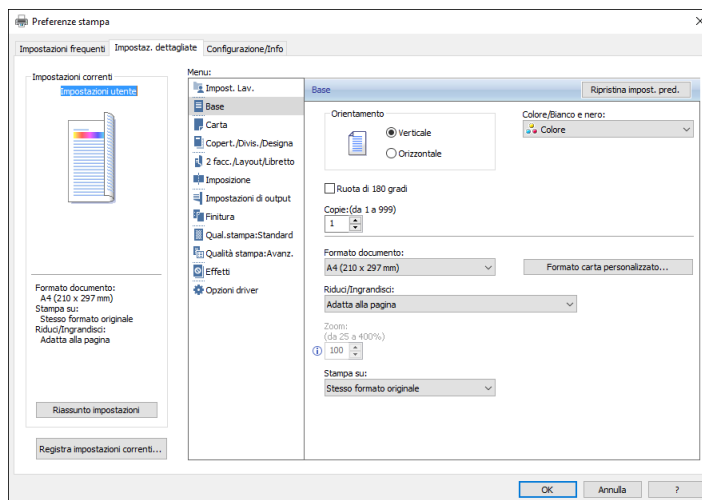 Preferenze stampa
Impostazioni frequenti
Impostaz. dettagliate
Configurazione/Info
Impostazioni correnti
Impostazioni utente
Formato documento:
A4 (210 x 297 mm)
Stampa su:
Stesso formato originale
Riduci/Ingrandisci:
Adatta alla pagina
Riassunto impostazioni
Registra impostazioni correnti...
Menu:
Impost. Lav.
Base
Carta
Copert./Divis./Designa
2 facc./Layout/Libretto
Imposizione
Impostazioni di output
Finitura
Qual.stampa:Standard
Qualità stampa:Avanz.
Effetti
Opzioni driver
Base
Ripristina impost. pred.
Orientamento
Verticale
Orizzontale
Colore/Bianco e nero:
Colore
Ruota di 180 gradi
Copie:(da 1 a 999)
1
Formato documento:
A4 (210 x 297 mm)
Formato carta personalizzato...
Riduci/Ingrandisci:
Adatta alla pagina
Zoom:
(da 25 a 400%)
100
Stampa su:
Stesso formato originale
OK
Annulla
?